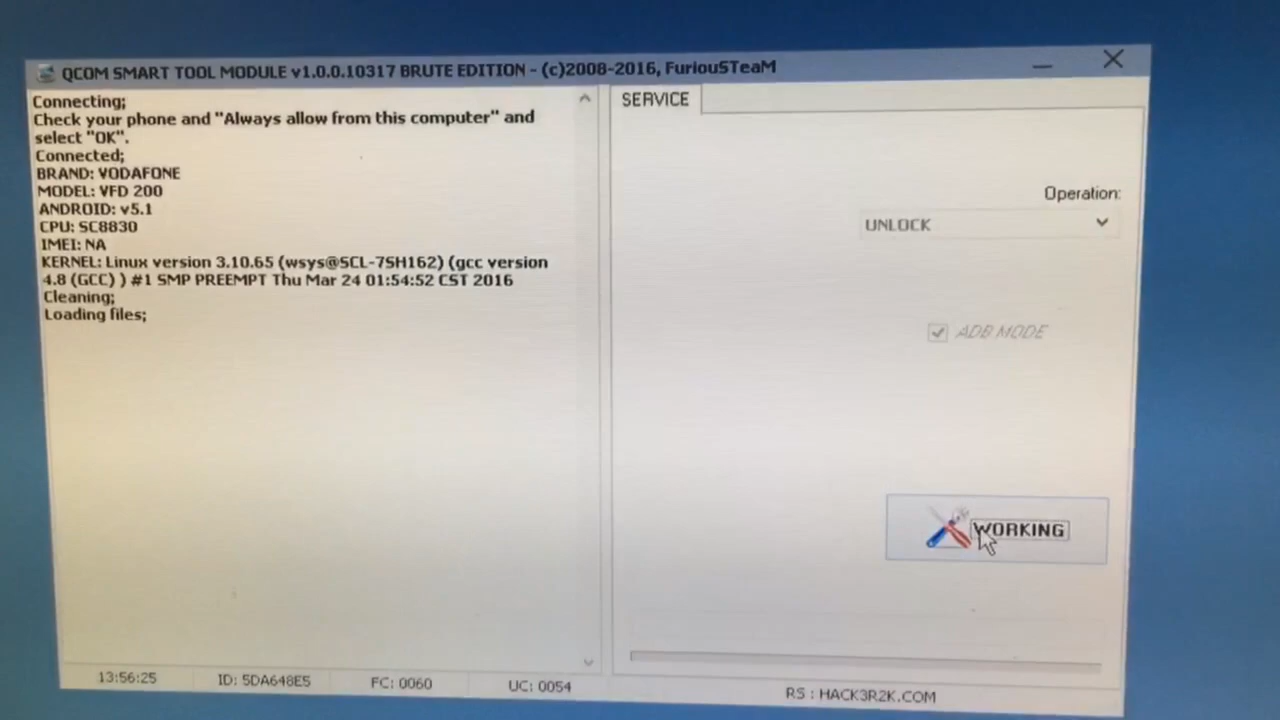 QCOM SMART TOOL MODULE v1.0.0.10317 BRUTE EDITION - (c)2008-2016, FuriouSTeaM
Connecting;
Check your phone and "Always allow from this computer" and
select "OK".
Connected;
BRAND: VODAFONE
MODEL: VFD 200
ANDROID: v5.1
CPU: SC8830
IMEI: NA
KERNEL: Linux version 3.10.65 (wsys@SCL-7SH162) (gcc version
4.8 (GCC) ) #1 SMP PREEMPT Thu Mar 24 01:54:52 CST 2016
Cleaning;
Loading files;
SERVICE
Operation:
UNLOCK
ADB MODE
WORKING
13:56:25
ID: 5DA648E5
FC: 0060
UC: 0054
RS : HACK3R2K.COM